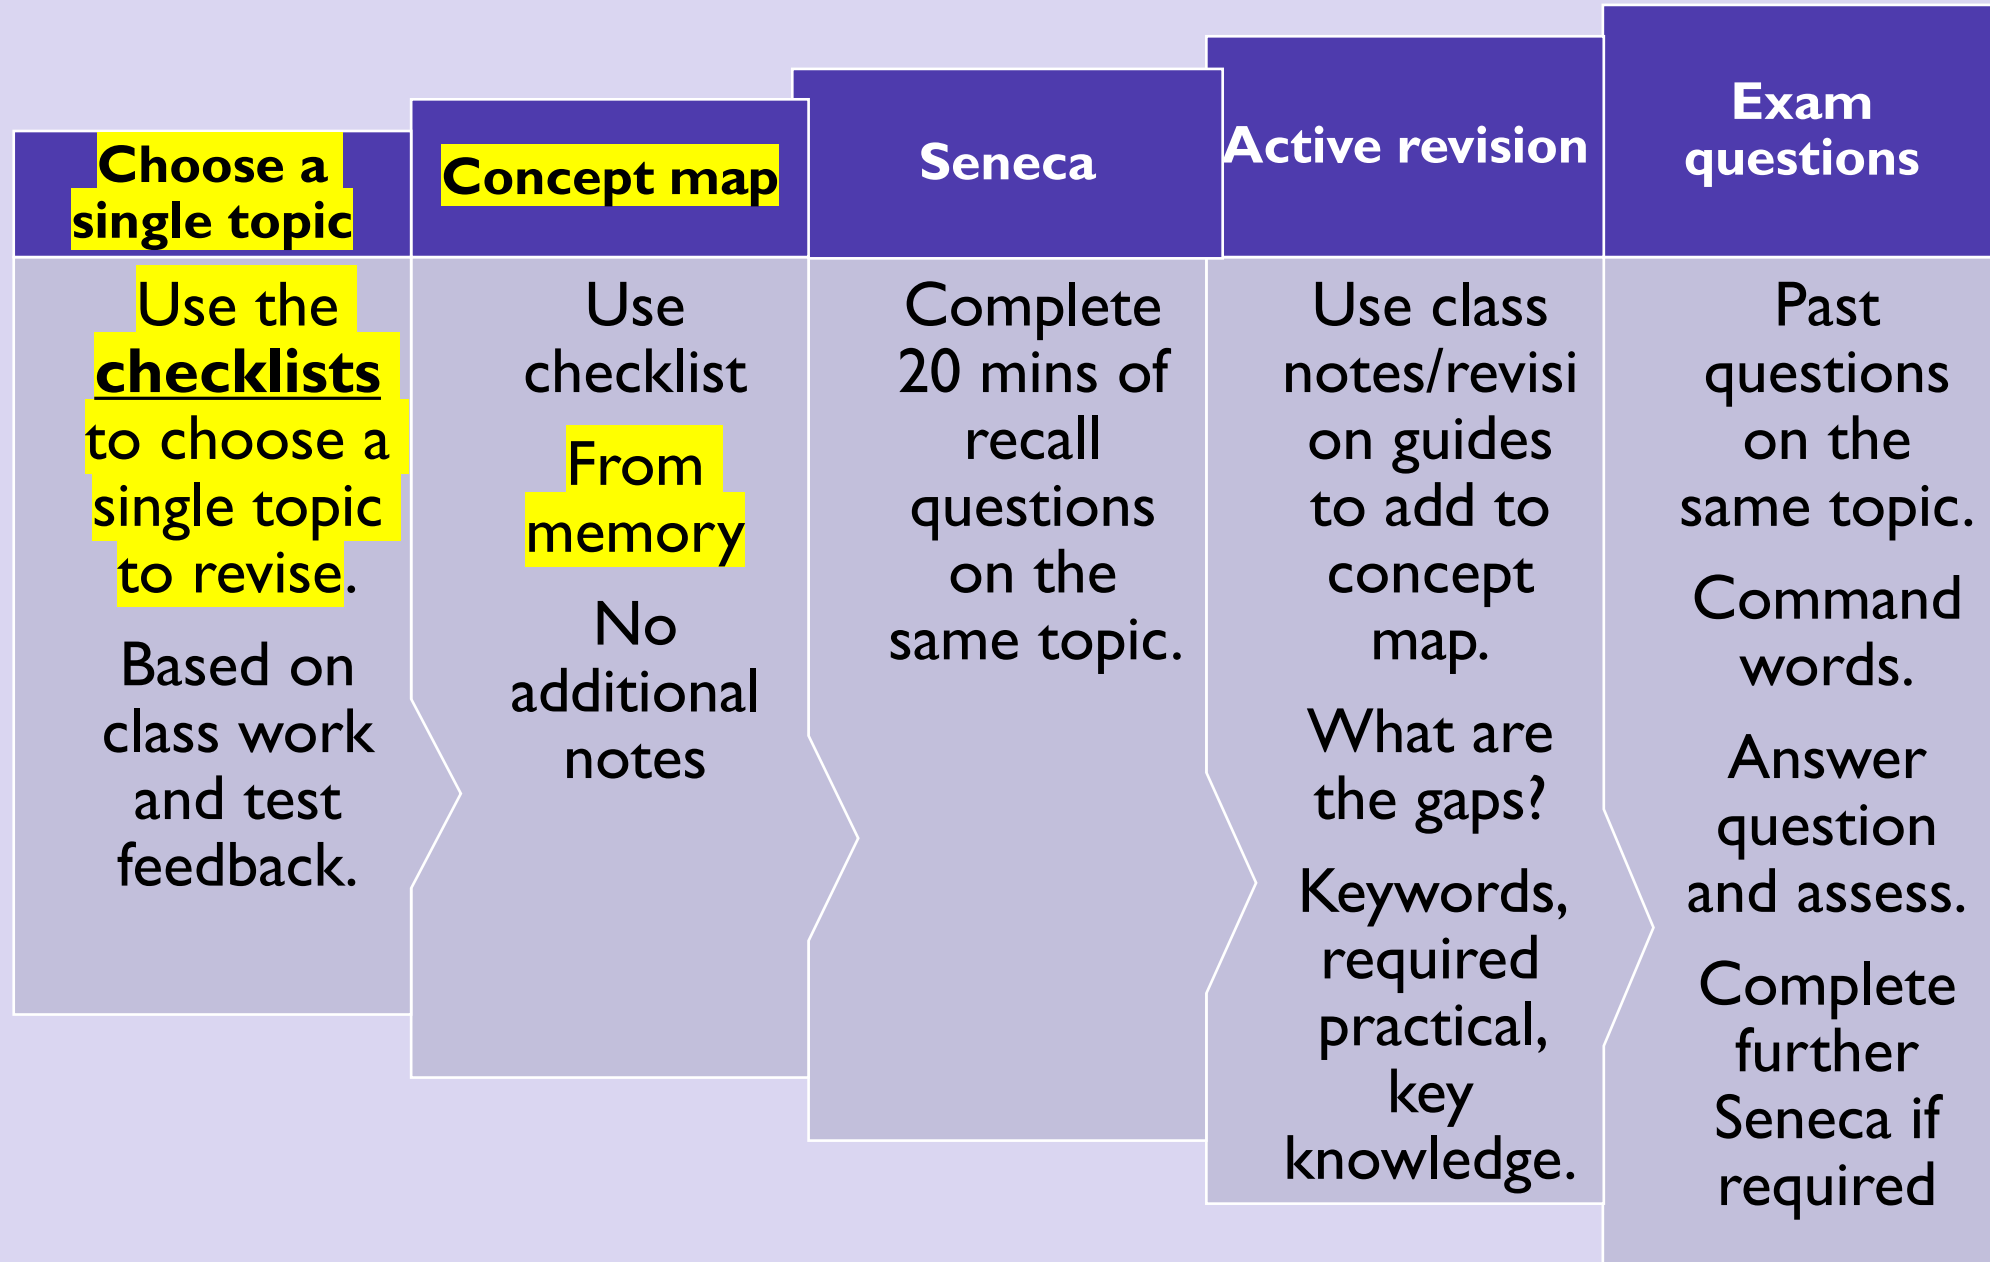 Choose a
single topic
Use the
checklists
to choose a
single topic
to revise.
Based on
class work
and test
feedback.
Concept map
Use
checklist
From
memory
No
additional
notes
Seneca
Complete
20 mins of
recall
questions
on the
same topic.
Active revision
Use class
notes/revisi
on guides
to add to
concept
map.
What are
the gaps?
Keywords,
required
practical,
key
knowledge.
Exam
questions
Past
questions
on the
same topic.
Command
words.
Answer
question
and assess.
Complete
further
Seneca if
required